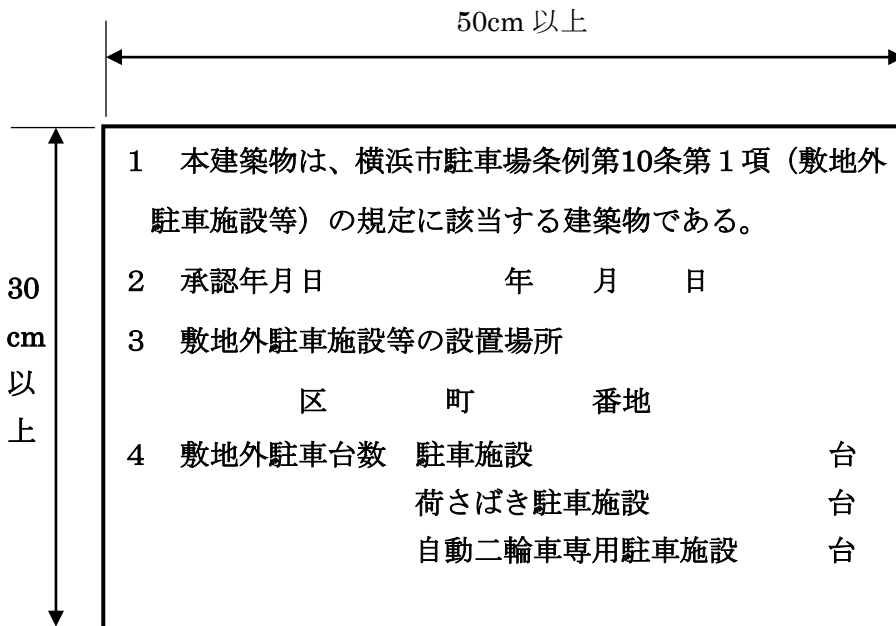 50cm 以上
30
cm
以
上
1　本建築物は、横浜市駐車場条例第10条第１項（敷地外
駐車施設等）の規定に該当する建築物である。
2　承認年月日　　　　　　年　　月　　日
3　敷地外駐車施設等の設置場所
区　　　　町　　　　番地
4　敷地外駐車台数　駐車施設　　　　　　　　　　台
荷さばき駐車施設　　　　　　台
自動二輪車専用駐車施設　　　台